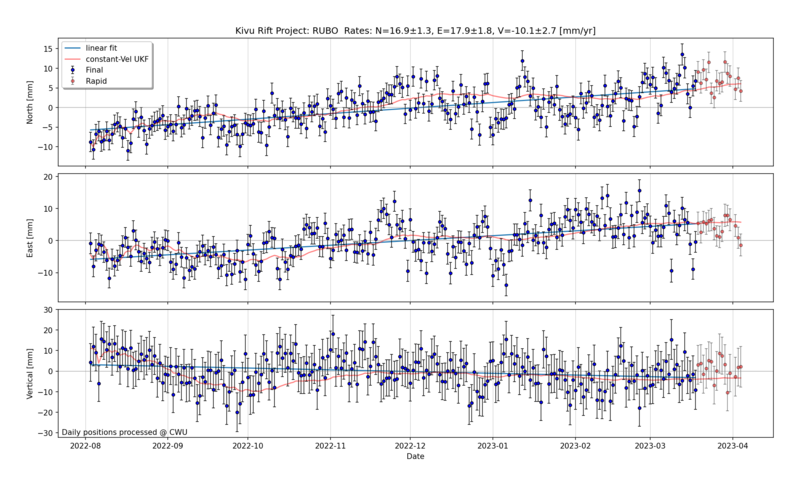 Kivu Rift Project: RUBO Rates: N=16.9±1.3, E=17.9±1.8, V=-10.1±2.7 [mm/yr]
linear fit
constant-Vel UKF
Final
Rapid
North [mm]
15
10
5
0
−5
−10
East [mm]
20
10
0
−10
Vertical [mm]
30
20
10
0
−10
−20
−30
Daily positions processed @ CWU
2022-08 2022-09 2022-10 2022-11 2022-12 2023-01 2023-02 2023-03 2023-04
Date